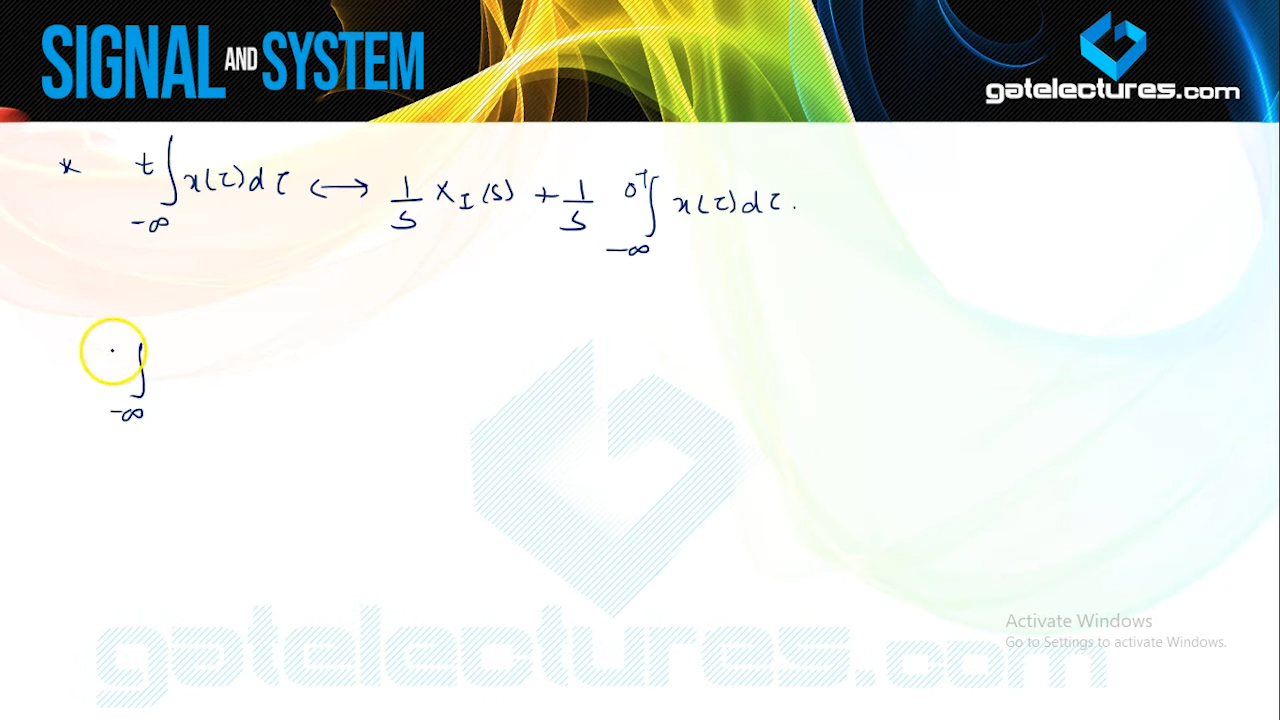 SIGNAL AND SYSTEM
gatelectures.com
* t∫-∞ x(τ)dτ ⟷ 1/s X_I(s) + 1/s 0⁺∫-∞ x(τ)dτ.
∫-∞
gatelectures.com
Activate Windows
Go to Settings to activate Windows.